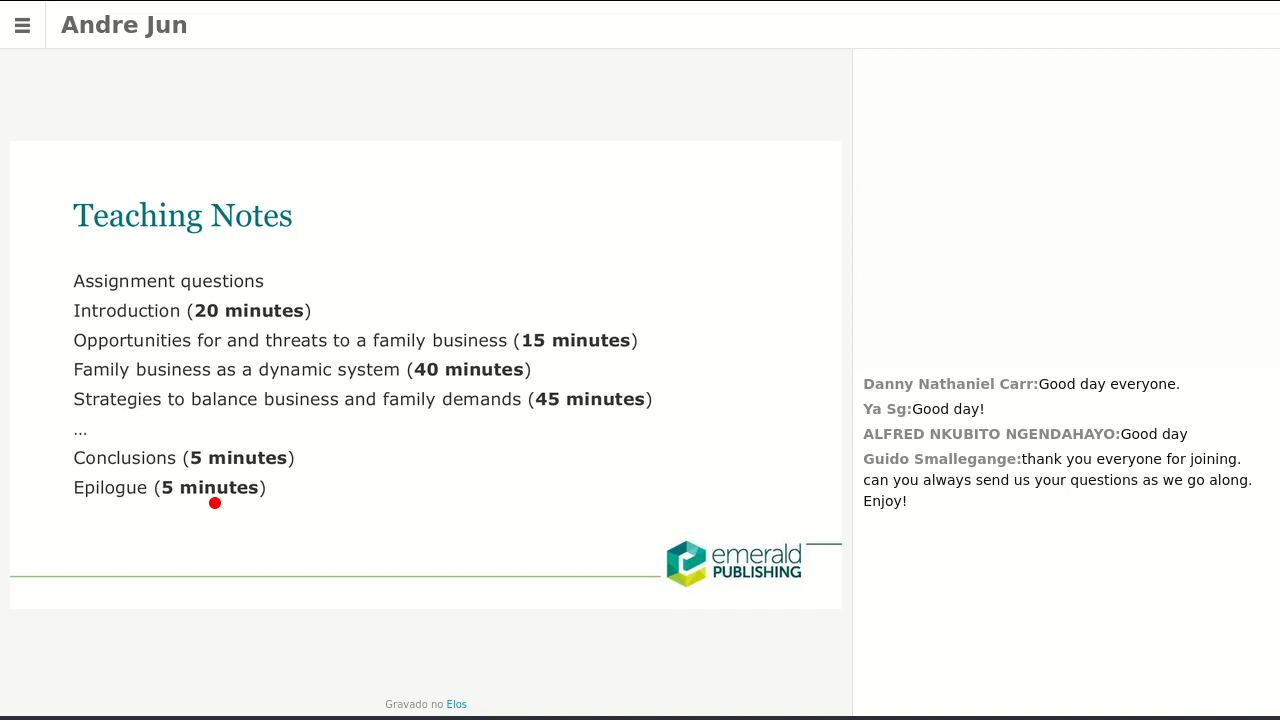 Andre Jun
Teaching Notes
Assignment questions
Introduction (20 minutes)
Opportunities for and threats to a family business (15 minutes)
Family business as a dynamic system (40 minutes)
Strategies to balance business and family demands (45 minutes)
...
Conclusions (5 minutes)
Epilogue (5 minutes)
emerald
PUBLISHING
Gravado no Elos
Danny Nathaniel Carr:Good day everyone.
Ya Sg:Good day!
ALFRED NKUBITO NGENDAHAYO:Good day
Guido Smallegange:thank you everyone for joining.
can you always send us your questions as we go along.
Enjoy!